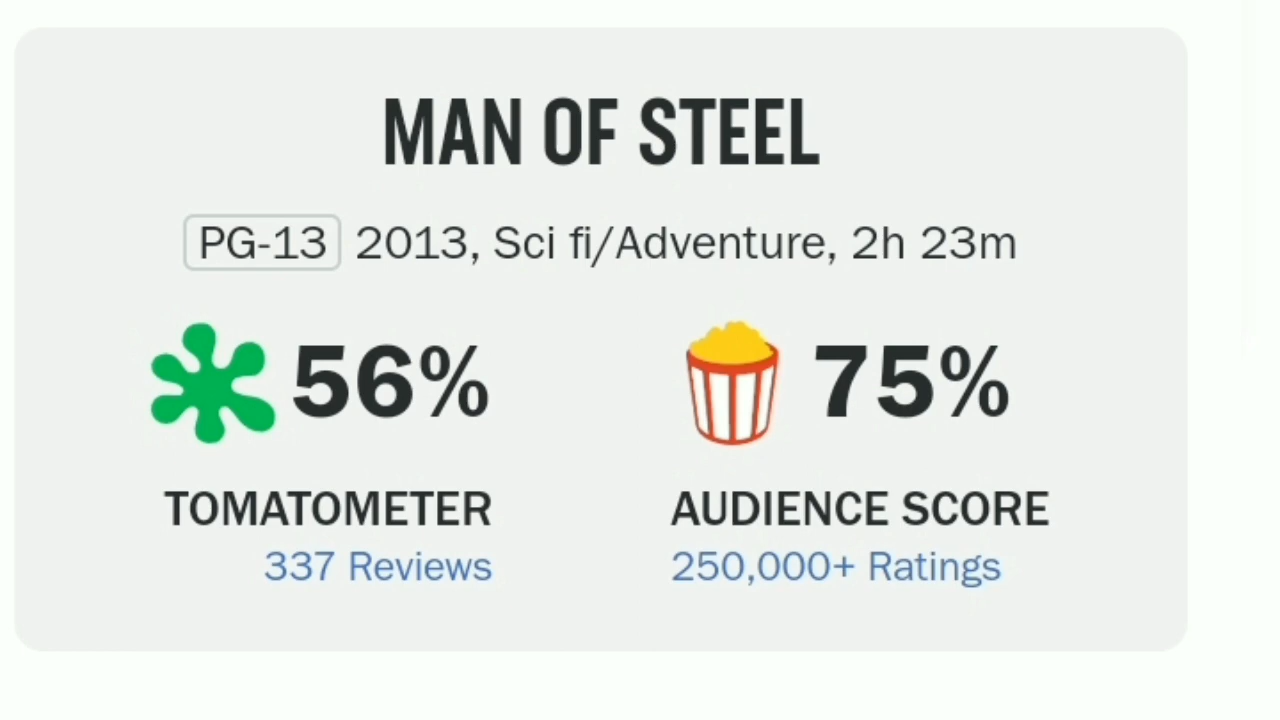 MAN OF STEEL
PG-13 2013, Sci fi/Adventure, 2h 23m
56% 75%
TOMATOMETER AUDIENCE SCORE
337 Reviews 250,000+ Ratings